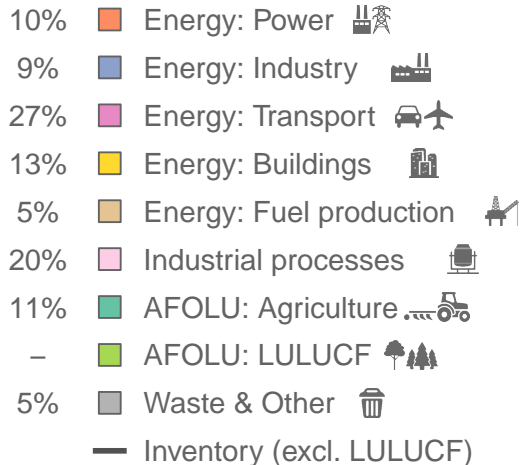 10% Energy: Power
9% Energy: Industry
27% Energy: Transport
13% Energy: Buildings
5% Energy: Fuel production
20% Industrial processes
11% AFOLU: Agriculture
– AFOLU: LULUCF
5% Waste & Other
Inventory (excl. LULUCF)